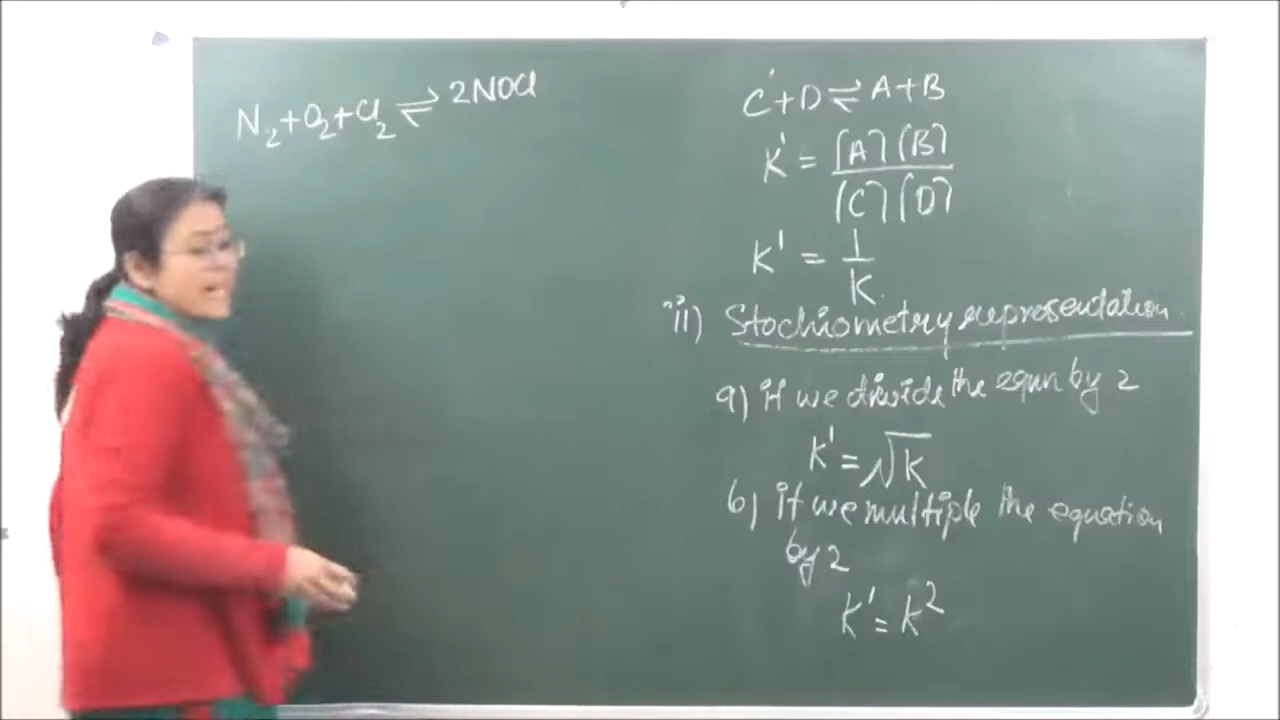 N₂+O₂+Cl₂ ⇌ 2NOCl
C+D ⇌ A+B
K' = [A][B] / [C][D]
K' = 1/K
ii) Stochiometry representation
a) if we divide the equn by 2
K' = √K
b) if we multiple the equation
by 2
K' = K²